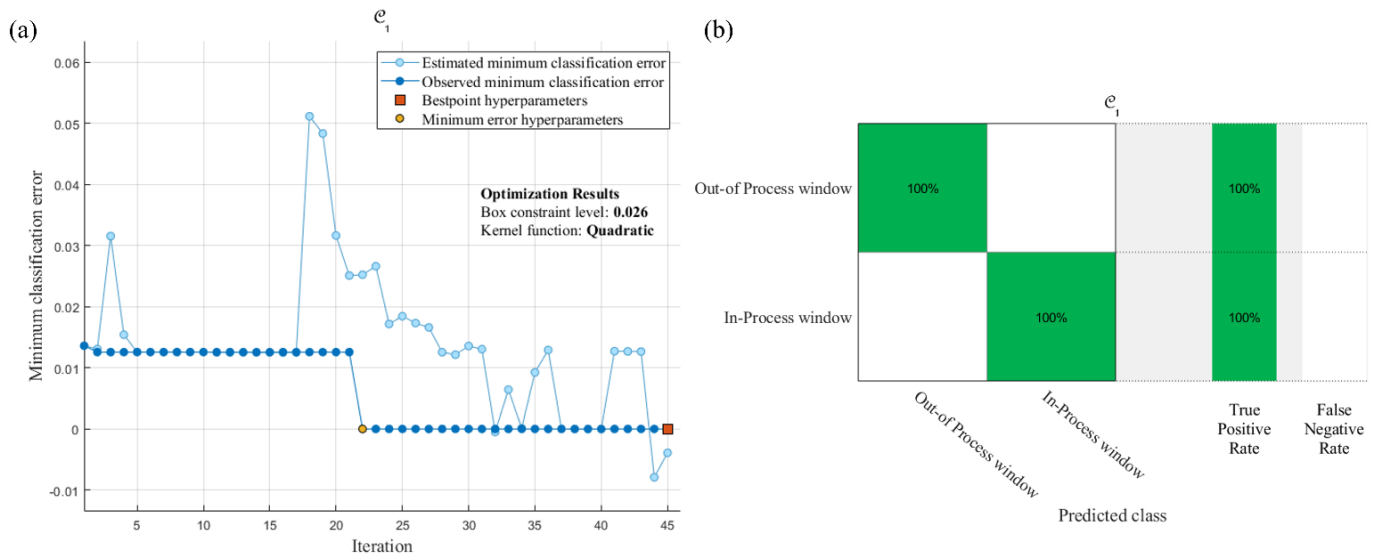 (a)
𝒞₁
Minimum classification error
0.06
0.05
0.04
0.03
0.02
0.01
0
-0.01
5 10 15 20 25 30 35 40 45
Iteration
Estimated minimum classification error
Observed minimum classification error
Bestpoint hyperparameters
Minimum error hyperparameters
Optimization Results
Box constraint level: 0.026
Kernel function: Quadratic
(b)
𝒞₁
Out-of Process window
100%
100%
In-Process window
100%
100%
Out-of Process window
In-Process window
True
Positive
Rate
False
Negative
Rate
Predicted class